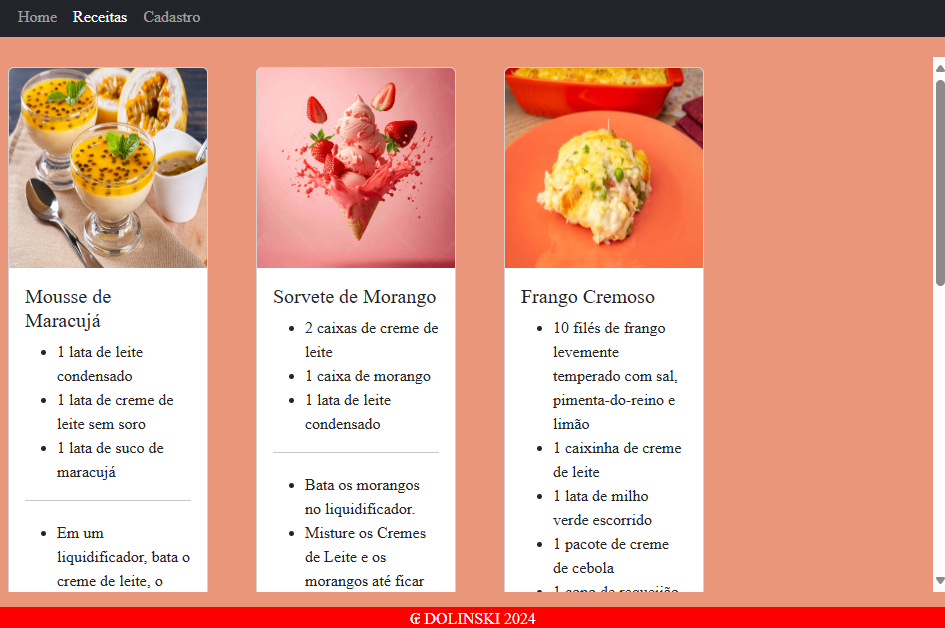 Home Receitas Cadastro
Mousse de
Maracujá
1 lata de leite
condensado
1 lata de creme de
leite sem soro
1 lata de suco de
maracujá
Em um
liquidificador, bata o
creme de leite, o
Sorvete de Morango
2 caixas de creme de
leite
1 caixa de morango
1 lata de leite
condensado
Bata os morangos
no liquidificador.
Misture os Cremes
de Leite e os
morangos até ficar
Frango Cremoso
10 filés de frango
levemente
temperado com sal,
pimenta-do-reino e
limão
1 caixinha de creme
de leite
1 lata de milho
verde escorrido
1 pacote de creme
de cebola
1 copo de requeijão
DOLINSKI 2024